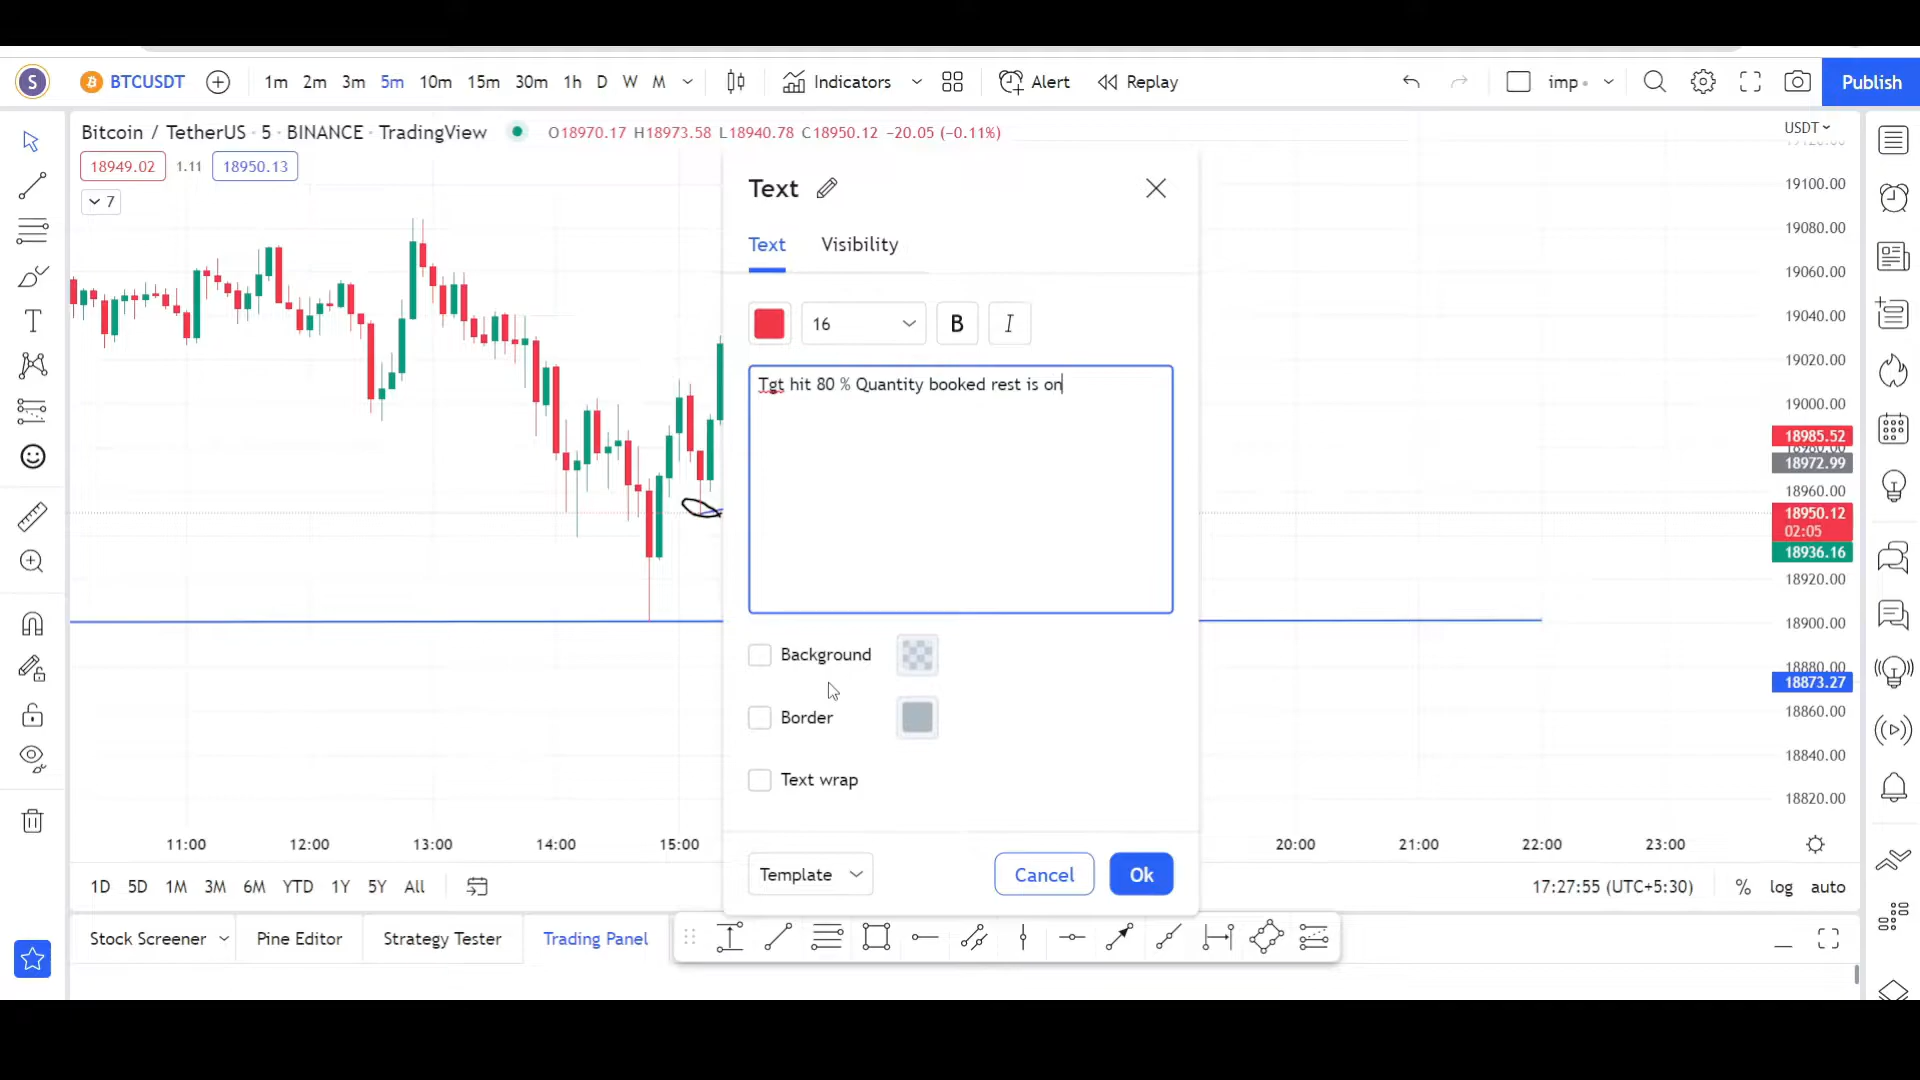 S
BTCUSDT
1m 2m 3m 5m 10m 15m 30m 1h D W M
Indicators
Alert
Replay
imp
Publish
Bitcoin / TetherUS · 5 · BINANCE · TradingView
O18970.17 H18973.58 L18940.78 C18950.12 −20.05 (−0.11%)
USDT
18949.02 1.11 18950.13
7
Text
Text Visibility
16 B I
Tgt hit 80 % Quantity booked rest is on
Background
Border
Text wrap
Template Cancel Ok
19100.00
19080.00
19060.00
19040.00
19020.00
19000.00
18985.52
18972.99
18960.00
18950.12
02:05
18936.16
18920.00
18900.00
18880.00
18873.27
18860.00
18840.00
18820.00
11:00 12:00 13:00 14:00 15:00 20:00 21:00 22:00 23:00
1D 5D 1M 3M 6M YTD 1Y 5Y All
17:27:55 (UTC+5:30) % log auto
Stock Screener Pine Editor Strategy Tester Trading Panel